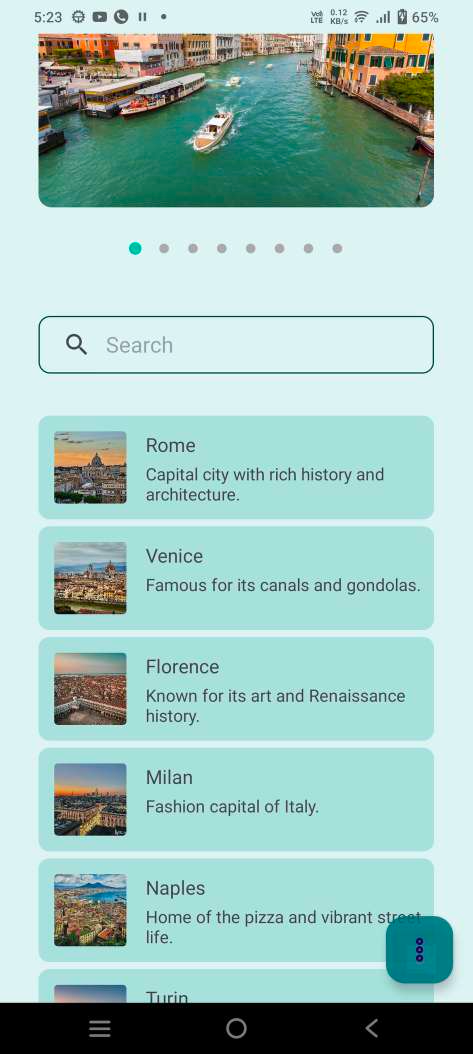 5:23
Vo) LTE
0.12 KB/s
65%
Search
Rome
Capital city with rich history and
architecture.
Venice
Famous for its canals and gondolas.
Florence
Known for its art and Renaissance
history.
Milan
Fashion capital of Italy.
Naples
Home of the pizza and vibrant street
life.
Turin